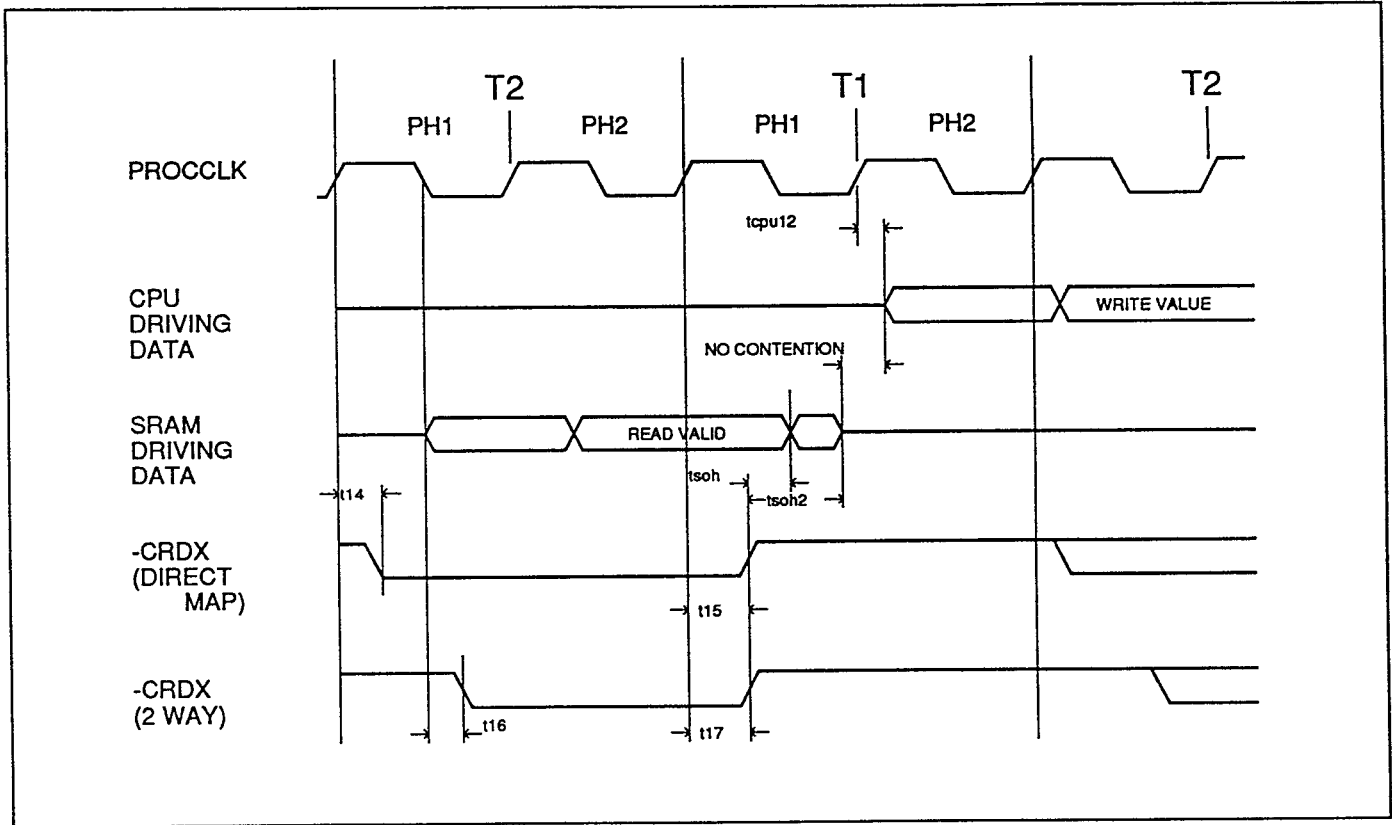 T2
T1
T2
PH1
PH2
PH1
PH2
PROCCLK
tcpu12
CPU
DRIVING
DATA
WRITE VALUE
NO CONTENTION
SRAM
DRIVING
DATA
READ VALID
tsoh
tsoh2
t14
-CRDX
(DIRECT
MAP)
t15
-CRDX
(2 WAY)
t16
t17